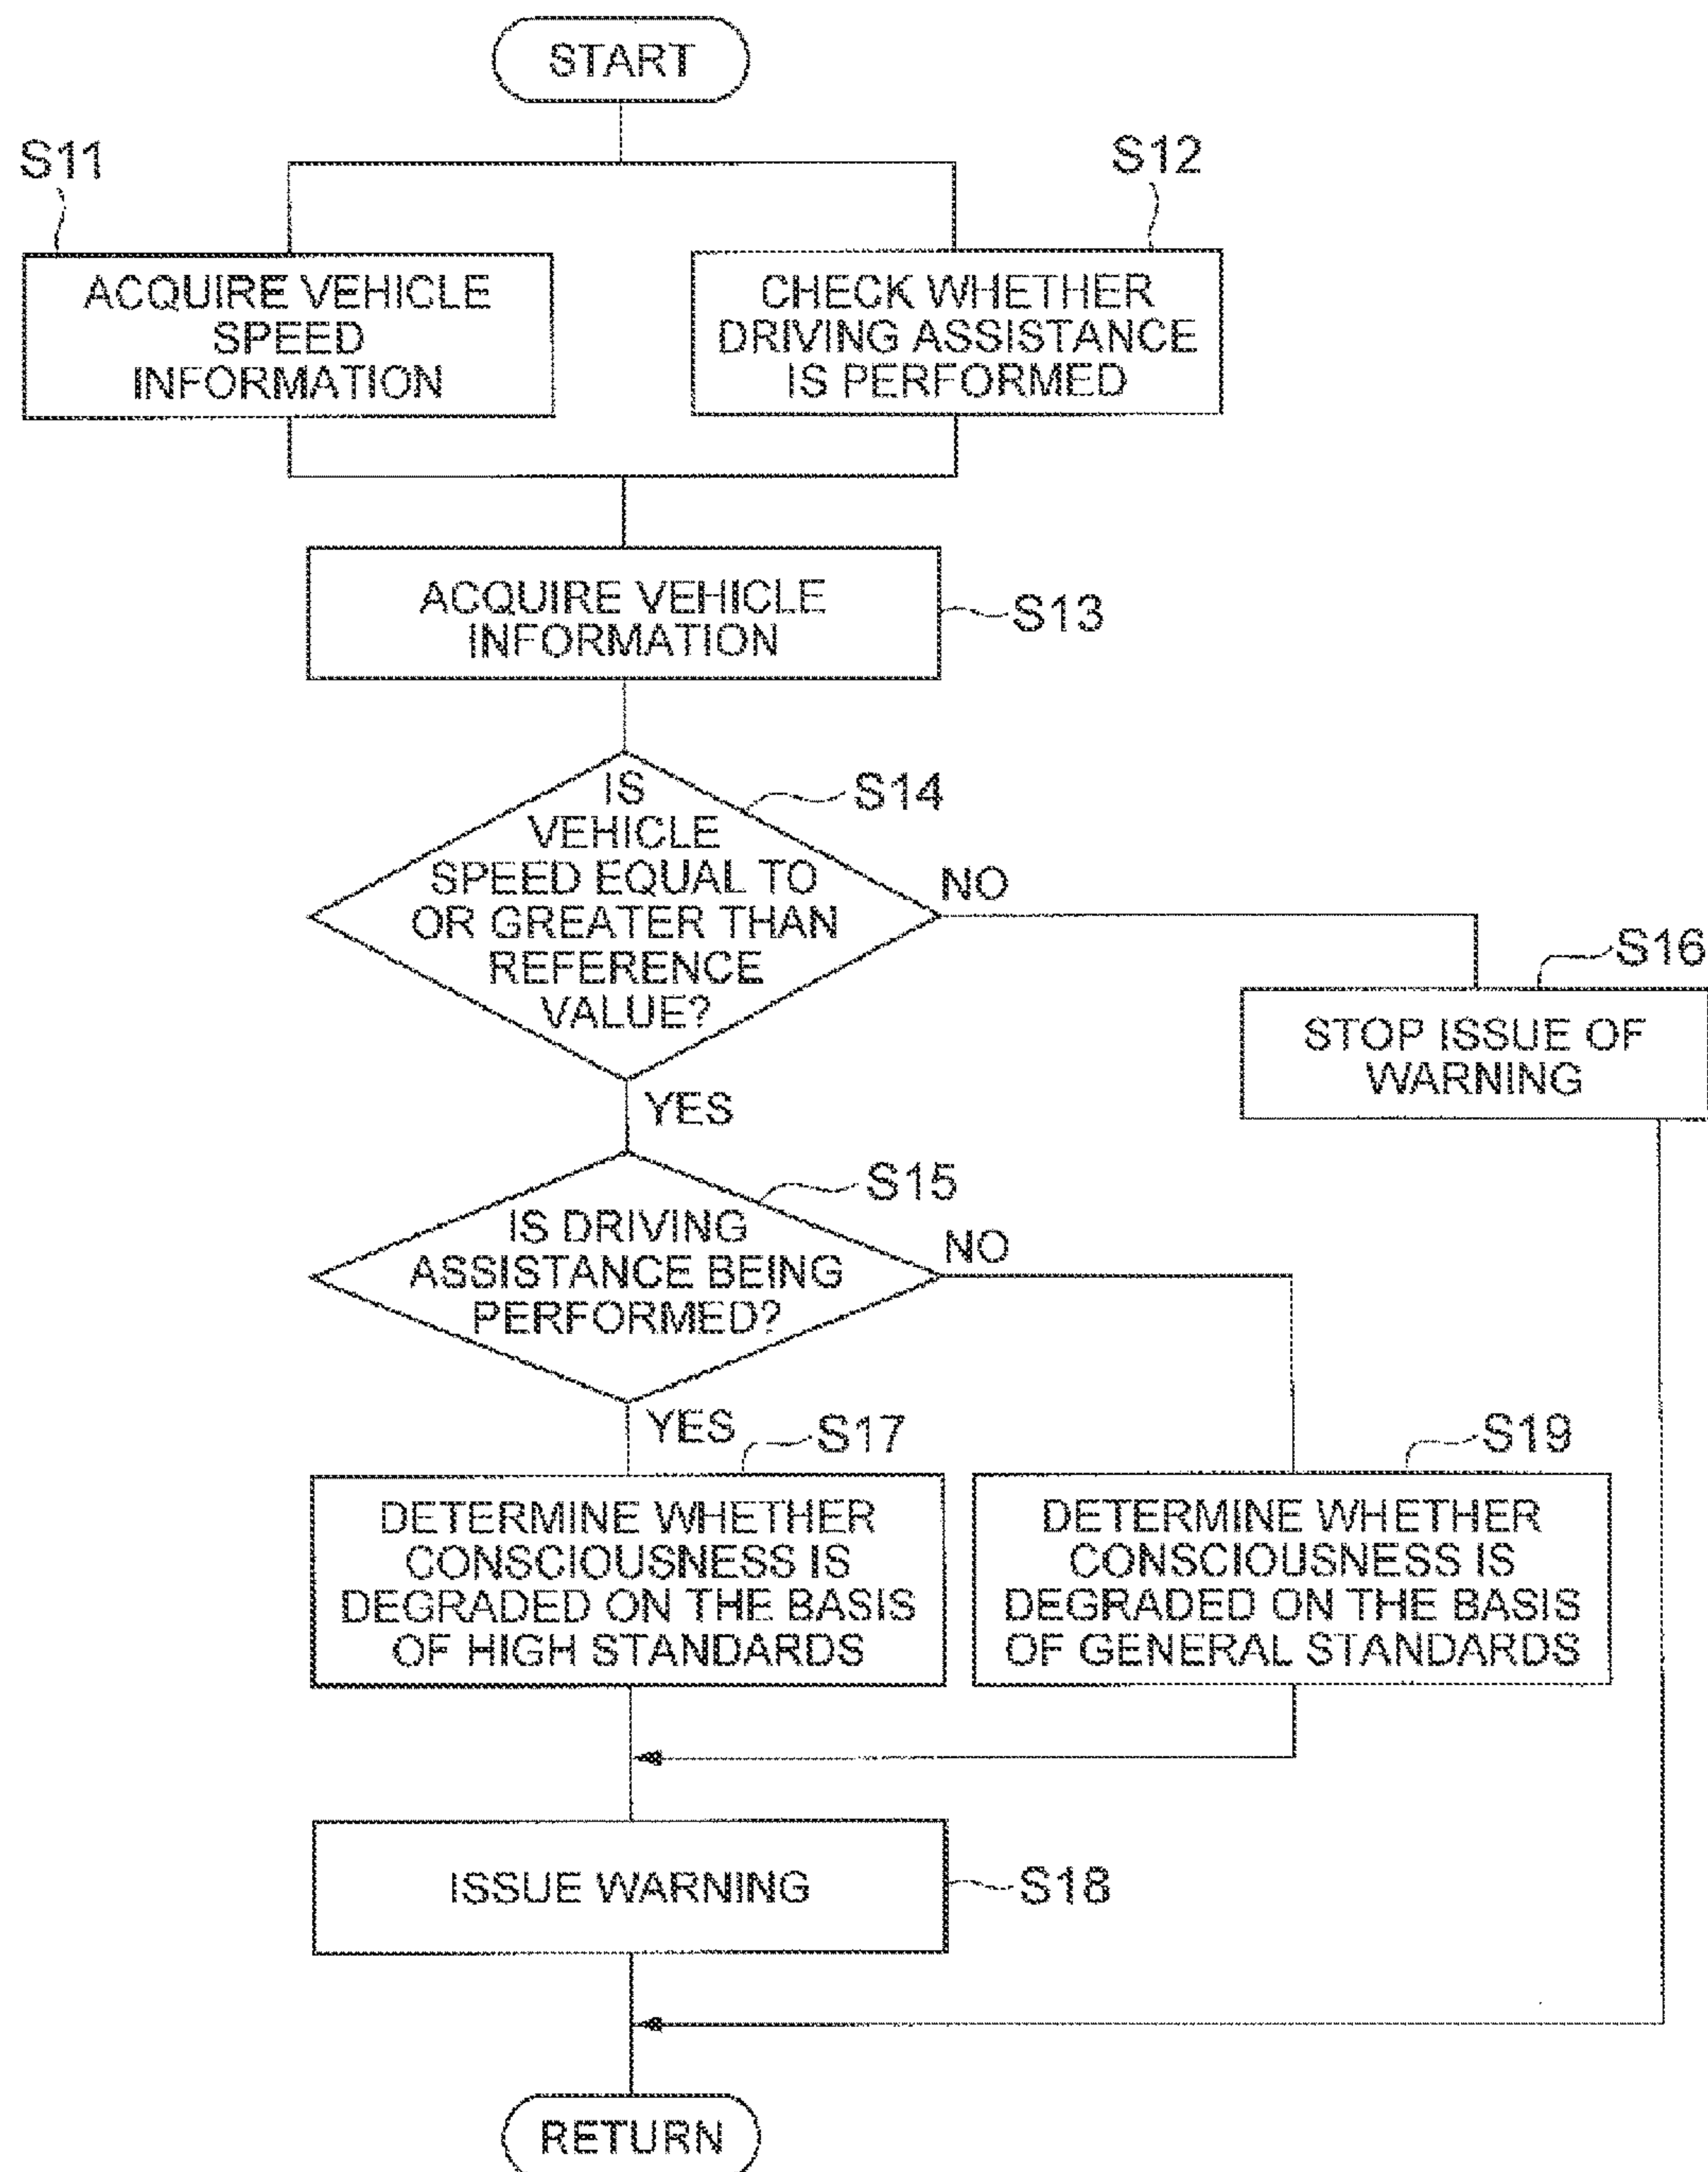 START
S11
S12
ACQUIRE VEHICLE
SPEED
INFORMATION
CHECK WHETHER
DRIVING ASSISTANCE
IS PERFORMED
ACQUIRE VEHICLE
INFORMATION
S13
IS
VEHICLE
SPEED EQUAL TO
OR GREATER THAN
REFERENCE
VALUE?
S14
NO
YES
S16
STOP ISSUE OF
WARNING
S15
IS DRIVING
ASSISTANCE BEING
PERFORMED?
NO
YES
S17
S19
DETERMINE WHETHER
CONSCIOUSNESS IS
DEGRADED ON THE BASIS
OF HIGH STANDARDS
DETERMINE WHETHER
CONSCIOUSNESS IS
DEGRADED ON THE BASIS
OF GENERAL STANDARDS
ISSUE WARNING
S18
RETURN